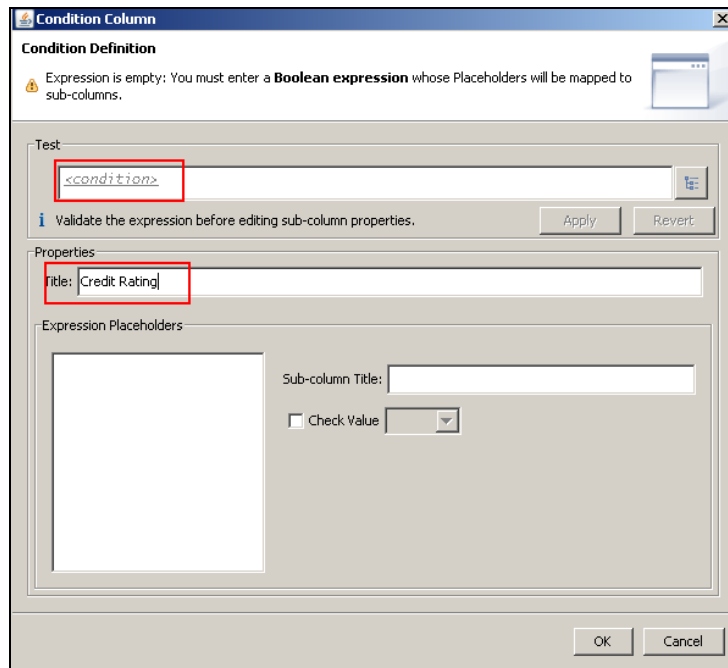 Condition Column
Condition Definition
Expression is empty: You must enter a Boolean expression whose Placeholders will be mapped to
sub-columns.
Test
<condition>
i Validate the expression before editing sub-column properties.
Apply
Revert
Properties
Title: Credit Rating
Expression Placeholders
Sub-column Title:
Check Value
OK
Cancel